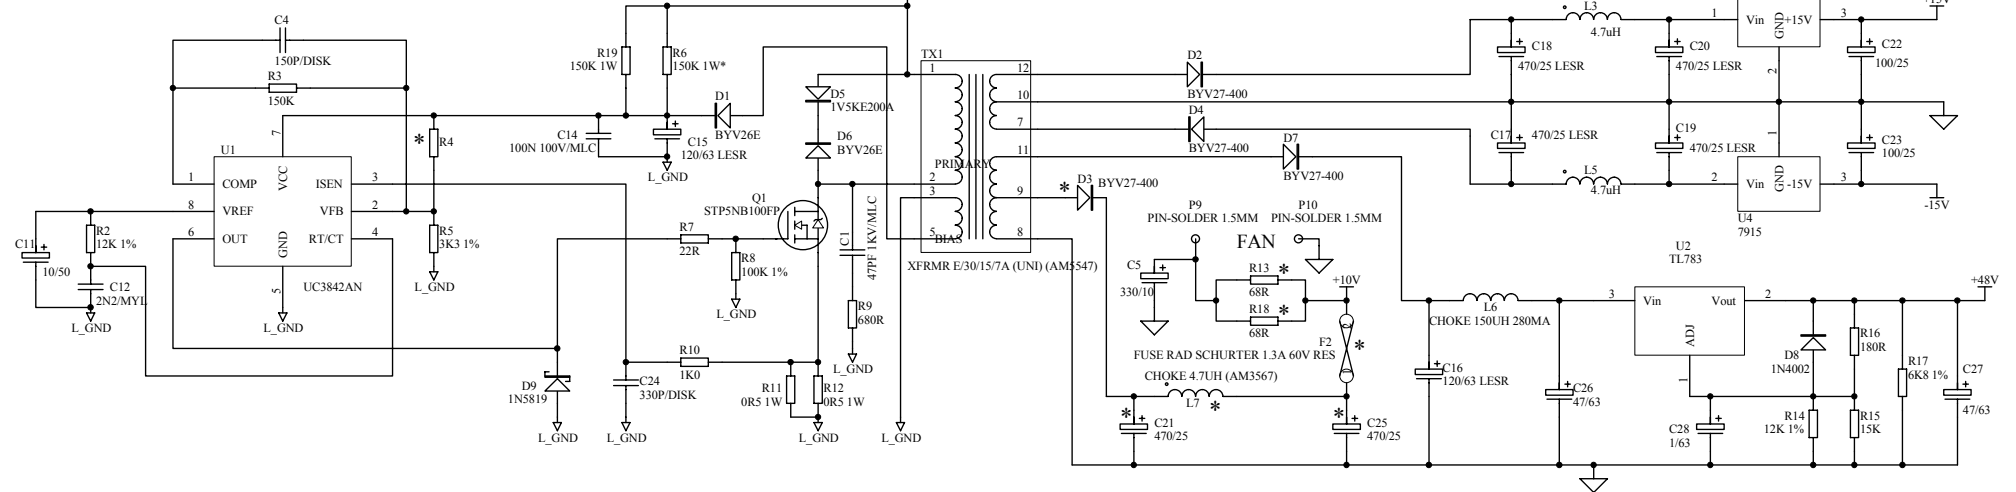 C4
150P/DISK
R3
150K
R19
150K 1W
R6
150K 1W*
D1
BYV26E
D5
1V5KE200A
D6
BYV26E
TX1
1
2
3
5
12
10
7
11
9
8
PRIMARY
BIAS
XFRMR E/30/15/7A (UNI) (AM5547)
D2
BYV27-400
D4
BYV27-400
D7
BYV27-400
* D3
BYV27-400
C18
470/25 LESR
L3
4.7uH
C20
470/25 LESR
1
Vin
GND
+15V
3
2
C22
100/25
C17
470/25 LESR
C19
470/25 LESR
L5
4.7uH
1
2
Vin
GND
-15V
3
U4
7915
C23
100/25
-15V
U1
COMP
VREF
OUT
VCC
GND
ISEN
VFB
RT/CT
UC3842AN
1
8
6
7
5
3
2
4
* R4
R5
3K3 1%
L_GND
C14
100N 100V/MLC
C15
120/63 LESR
L_GND
C11
10/50
R2
12K 1%
C12
2N2/MYL
L_GND
L_GND
Q1
STP5NB100FP
R7
22R
R8
100K 1%
L_GND
C1
47PF 1KV/MLC
R9
680R
L_GND
D9
1N5819
L_GND
R10
1K0
C24
330P/DISK
L_GND
R11
0R5 1W
R12
0R5 1W
L_GND
L_GND
P9
PIN-SOLDER 1.5MM
P10
PIN-SOLDER 1.5MM
FAN
C5
330/10
R13 *
68R
R18 *
68R
+10V
F2 *
FUSE RAD SCHURTER 1.3A 60V RES
CHOKE 4.7UH (AM3567)
L7 *
* C21
470/25
* C25
470/25
C16
120/63 LESR
L6
CHOKE 150UH 280MA
C26
47/63
U2
TL783
3
Vin
Vout
ADJ
2
1
D8
1N4002
R16
180R
R17
6K8 1%
C27
47/63
+48V
C28
1/63
R14
12K 1%
R15
15K